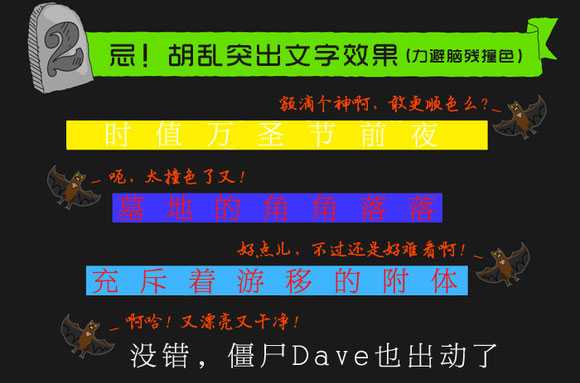 2
忌！胡乱突出文字效果(力避脑残撞色)
额滴个神啊，敢更顺色么?
时值万圣节前夜
呃，太撞色了又!
墓地的角角落落
好点儿，不过还是好难看啊!
充斥着游移的附体
啊哈! 又漂亮又干净!
没错，僵尸Dave也出动了